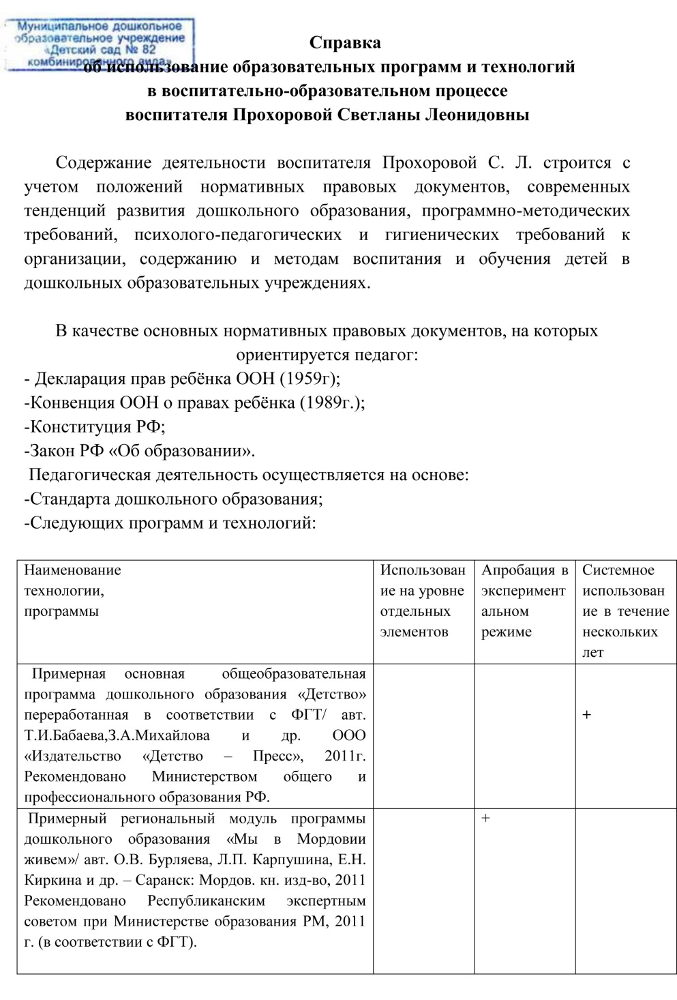 Муниципальное дошкольное
образовательное учреждение
«Детский сад № 82
комбинированного вида»
Справка
об использование образовательных программ и технологий
в воспитательно-образовательном процессе
воспитателя Прохоровой Светланы Леонидовны
Содержание деятельности воспитателя Прохоровой С. Л. строится с
учетом положений нормативных правовых документов, современных
тенденций развития дошкольного образования, программно-методических
требований, психолого-педагогических и гигиенических требований к
организации, содержанию и методам воспитания и обучения детей в
дошкольных образовательных учреждениях.
В качестве основных нормативных правовых документов, на которых
ориентируется педагог:
- Декларация прав ребёнка ООН (1959г);
-Конвенция ООН о правах ребёнка (1989г.);
-Конституция РФ;
-Закон РФ «Об образовании».
Педагогическая деятельность осуществляется на основе:
-Стандарта дошкольного образования;
-Следующих программ и технологий:
Наименование
технологии,
программы
Использован
ие на уровне
отдельных
элементов
Апробация в
эксперимент
альном
режиме
Системное
использован
ие в течение
нескольких
лет
Примерная основная общеобразовательная
программа дошкольного образования «Детство»
переработанная в соответствии с ФГТ/ авт.
Т.И.Бабаева,З.А.Михайлова и др. ООО
«Издательство «Детство – Пресс», 2011г.
Рекомендовано Министерством общего и
профессионального образования РФ.
+
Примерный региональный модуль программы
дошкольного образования «Мы в Мордовии
живем»/ авт. О.В. Бурляева, Л.П. Карпушина, Е.Н.
Киркина и др. – Саранск: Мордов. кн. изд-во, 2011
Рекомендовано Республиканским экспертным
советом при Министерстве образования РМ, 2011
г. (в соответствии с ФГТ).
+